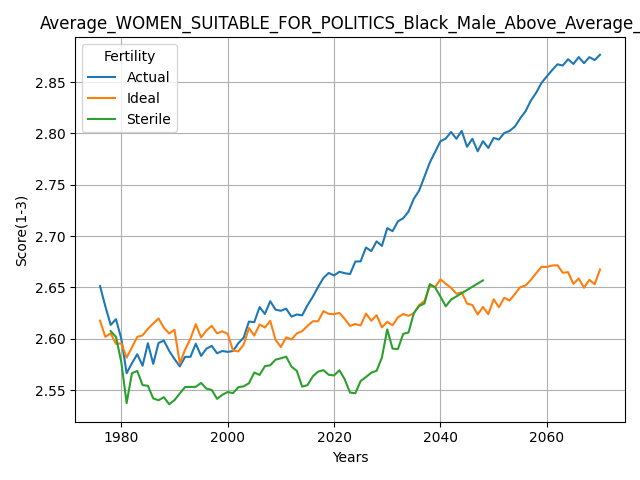 Average_WOMEN_SUITABLE_FOR_POLITICS_Black_Male_Above_Average_
Fertility
Actual
Ideal
Sterile
Score(1-3)
2.85
2.80
2.75
2.70
2.65
2.60
2.55
1980
2000
2020
2040
2060
Years